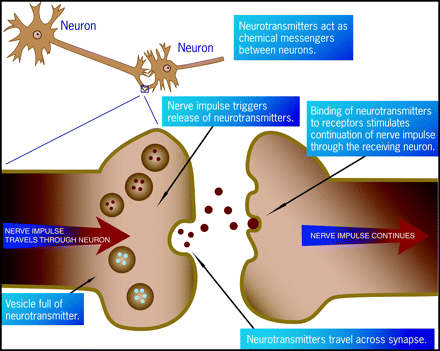 Neuron
Neuron
Neurotransmitters act as
chemical messengers
between neurons.
Nerve impulse triggers
release of neurotransmitters.
Binding of neurotransmitters
to receptors stimulates
continuation of nerve impulse
through the receiving neuron.
NERVE IMPULSE
TRAVELS THROUGH NEURON
NERVE IMPULSE CONTINUES
Vesicle full of
neurotransmitter.
Neurotransmitters travel across synapse.